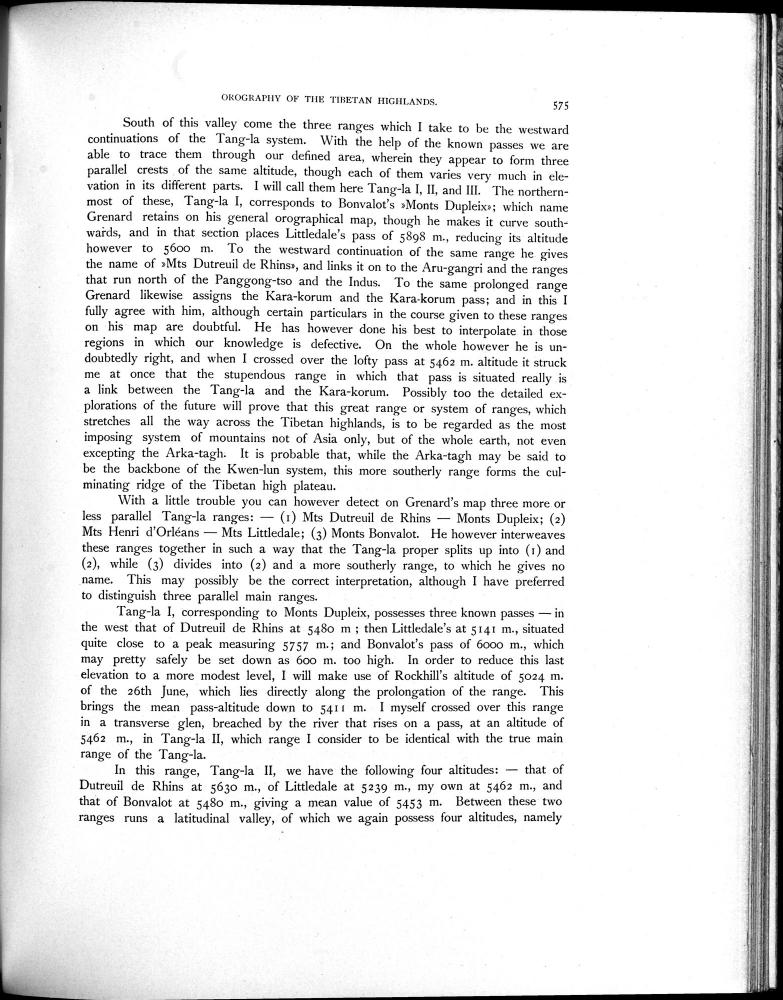 OROGRAPHY OF THE TIBETAN HIGHLANDS.
575
South of this valley come the three ranges which I take to be the westward
continuations of the Tang-la system. With the help of the known passes we are
able to trace them through our defined area, wherein they appear to form three
parallel crests of the same altitude, though each of them varies very much in ele-
vation in its different parts. I will call them here Tang-la I, II, and III. The northern-
most of these, Tang-la I, corresponds to Bonvalot's »Monts Dupleix»; which name
Grenard retains on his general orographical map, though he makes it curve south-
wards, and in that section places Littledale's pass of 5898 m., reducing its altitude
however to 5600 m. To the westward continuation of the same range he gives
the name of »Mts Dutreuil de Rhins», and links it on to the Aru-gangri and the ranges
that run north of the Panggong-tso and the Indus. To the same prolonged range
Grenard likewise assigns the Kara-korum and the Kara-korum pass; and in this I
fully agree with him, although certain particulars in the course given to these ranges
on his map are doubtful. He has however done his best to interpolate in those
regions in which our knowledge is defective. On the whole however he is un-
doubtedly right, and when I crossed over the lofty pass at 5462 m. altitude it struck
me at once that the stupendous range in which that pass is situated really is
a link between the Tang-la and the Kara-korum. Possibly too the detailed ex-
plorations of the future will prove that this great range or system of ranges, which
stretches all the way across the Tibetan highlands, is to be regarded as the most
imposing system of mountains not of Asia only, but of the whole earth, not even
excepting the Arka-tagh. It is probable that, while the Arka-tagh may be said to
be the backbone of the Kwen-lun system, this more southerly range forms the cul-
minating ridge of the Tibetan high plateau.
With a little trouble you can however detect on Grenard's map three more or
less parallel Tang-la ranges: — (1) Mts Dutreuil de Rhins — Monts Dupleix; (2)
Mts Henri d'Orléans — Mts Littledale; (3) Monts Bonvalot. He however interweaves
these ranges together in such a way that the Tang-la proper splits up into (1) and
(2), while (3) divides into (2) and a more southerly range, to which he gives no
name. This may possibly be the correct interpretation, although I have preferred
to distinguish three parallel main ranges.
Tang-la I, corresponding to Monts Dupleix, possesses three known passes — in
the west that of Dutreuil de Rhins at 5480 m ; then Littledale's at 5141 m., situated
quite close to a peak measuring 5757 m.; and Bonvalot's pass of 6000 m., which
may pretty safely be set down as 600 m. too high. In order to reduce this last
elevation to a more modest level, I will make use of Rockhill's altitude of 5024 m.
of the 26th June, which lies directly along the prolongation of the range. This
brings the mean pass-altitude down to 5411 m. I myself crossed over this range
in a transverse glen, breached by the river that rises on a pass, at an altitude of
5462 m., in Tang-la II, which range I consider to be identical with the true main
range of the Tang-la.
In this range, Tang-la II, we have the following four altitudes: — that of
Dutreuil de Rhins at 5630 m., of Littledale at 5239 m., my own at 5462 m., and
that of Bonvalot at 5480 m., giving a mean value of 5453 m. Between these two
ranges runs a latitudinal valley, of which we again possess four altitudes, namely